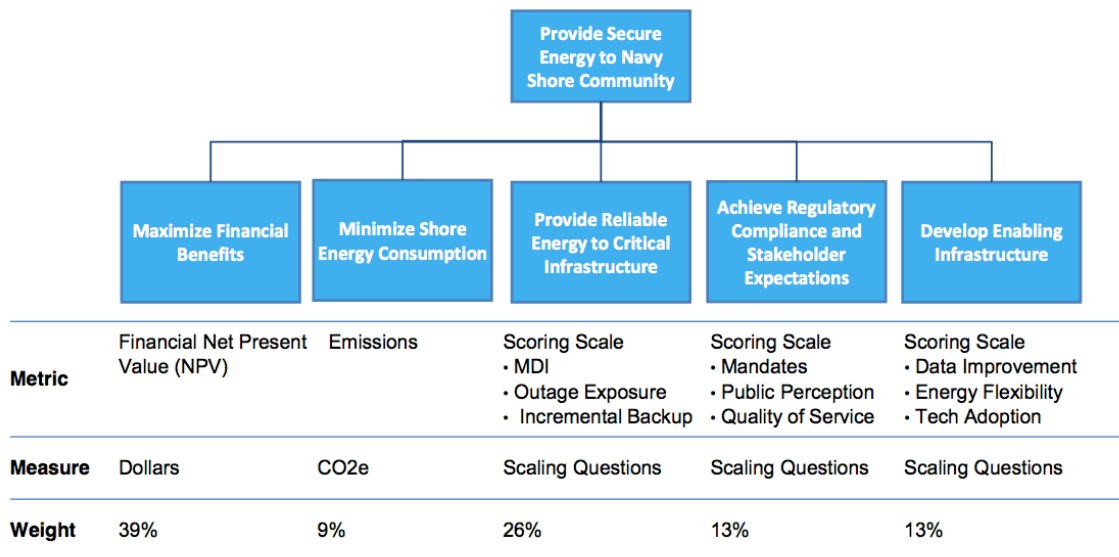 Provide Secure
Energy to Navy
Shore Community
Maximize Financial
Benefits
Minimize Shore
Energy Consumption
Provide Reliable
Energy to Critical
Infrastructure
Achieve Regulatory
Compliance and
Stakeholder
Expectations
Develop Enabling
Infrastructure
Metric
Financial Net Present
Value (NPV)
Emissions
Scoring Scale
• MDI
• Outage Exposure
• Incremental Backup
Scoring Scale
• Mandates
• Public Perception
• Quality of Service
Scoring Scale
• Data Improvement
• Energy Flexibility
• Tech Adoption
Measure
Dollars
CO2e
Scaling Questions
Scaling Questions
Scaling Questions
Weight
39%
9%
26%
13%
13%